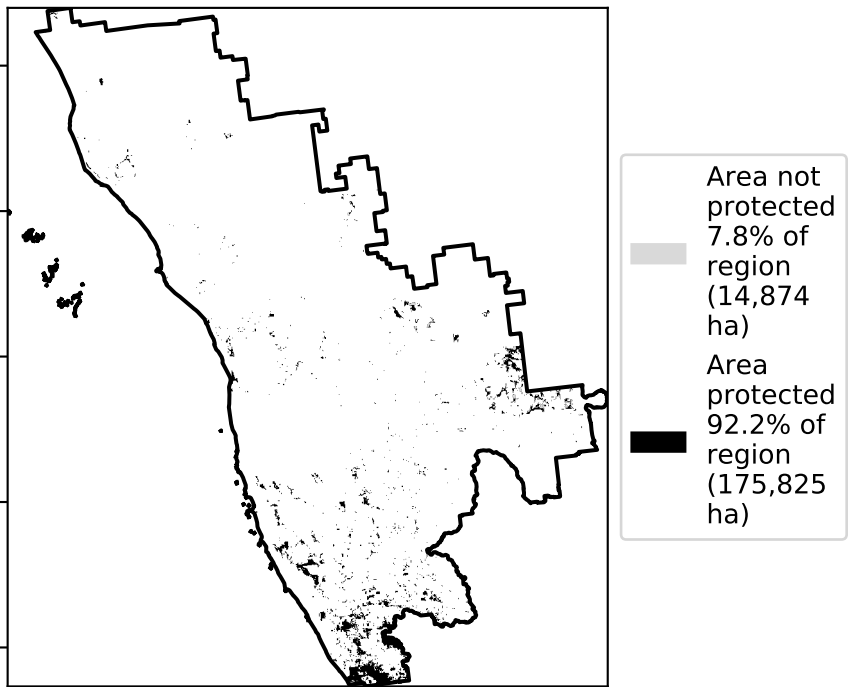 Area not
protected
7.8% of
region
(14,874
ha)
Area
protected
92.2% of
region
(175,825
ha)